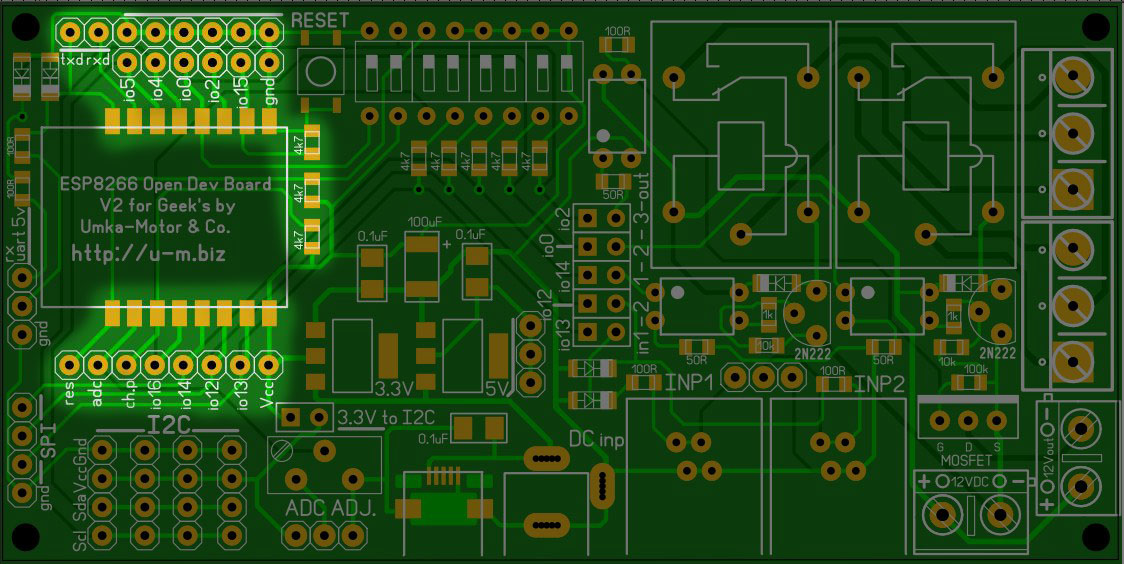 RESET
txd rxd
io5
io4
io0
io2
io15
gnd
100R
4k7
4k7
4k7
4k7
4k7
4k7
4k7
4k7
100R
100R
50R
ESP8266 Open Dev Board
V2 for Geek's by
Umka-Motor & Co.
http://u-m.biz
rx
uart 5v
gnd
0.1uF
100uF
+
0.1uF
io2
io0
io14
io12
io13
in1-2
1-2-3-out
3.3V
5V
50R
1k
10k
2N222
50R
1k
10k
2N222
res
adc
ch.p
io16
io14
io12
io13
Vcc
100R
INP1
100R
INP2
100k
SPI
gnd
I2C
3.3V to I2C
0.1uF
DC inp
Gnd
Vcc
Sda
Scl
ADC ADJ.
G D S
MOSFET
+ 12VDC -
- 12Vout +